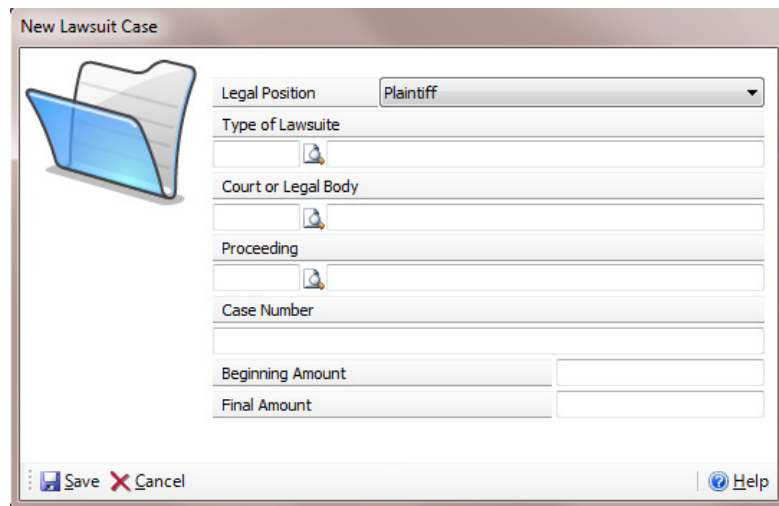 New Lawsuit Case
Legal Position Plaintiff
Type of Lawsuite
Court or Legal Body
Proceeding
Case Number
Beginning Amount
Final Amount
Save Cancel Help